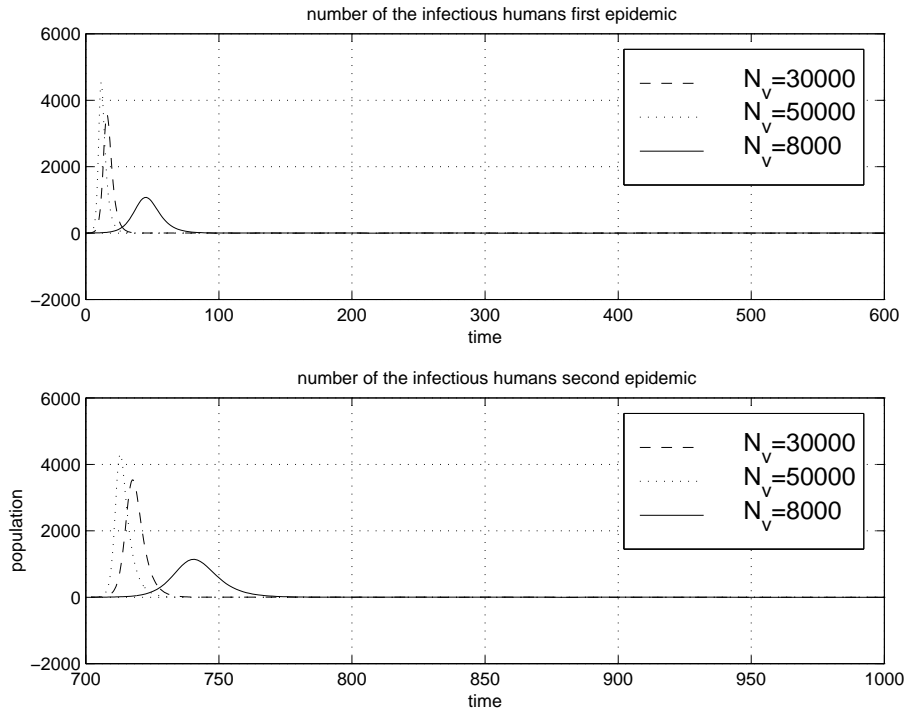 number of the infectious humans first epidemic
6000
4000
2000
0
−2000
0 100 200 300 400 500 600
time
N_v=30000
N_v=50000
N_v=8000
number of the infectious humans second epidemic
population
6000
4000
2000
0
−2000
700 750 800 850 900 950 1000
time
N_v=30000
N_v=50000
N_v=8000